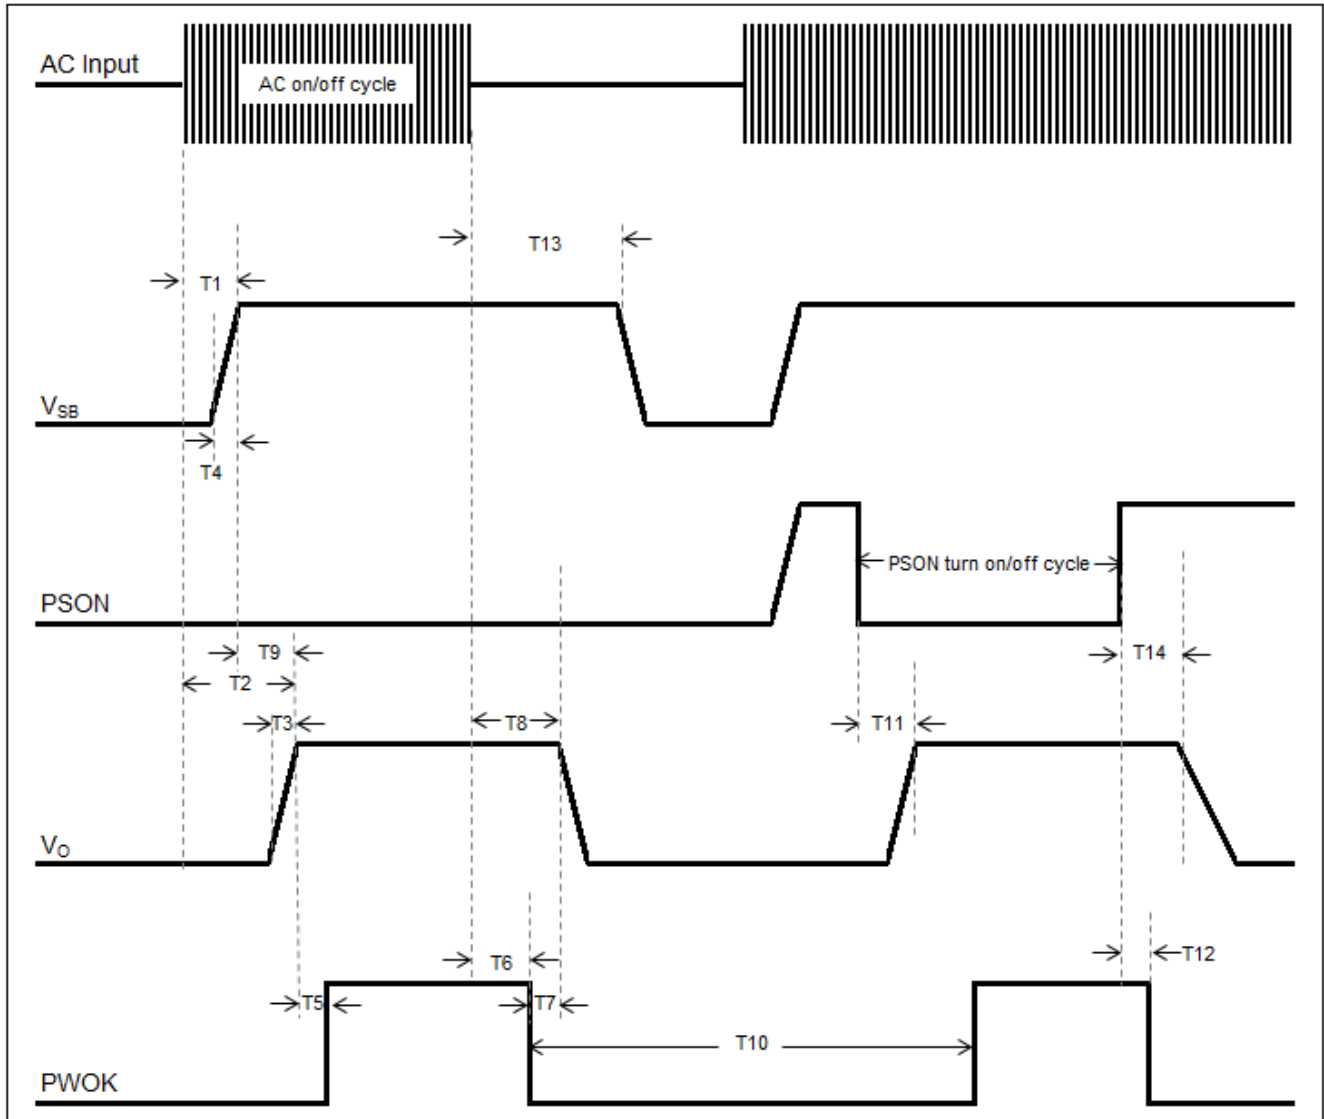 AC Input
AC on/off cycle
T13
T1
VSB
T4
PSON turn on/off cycle
PSON
T9
T14
T2
T3
T8
T11
VO
T12
T6
T5
T7
T10
PWOK